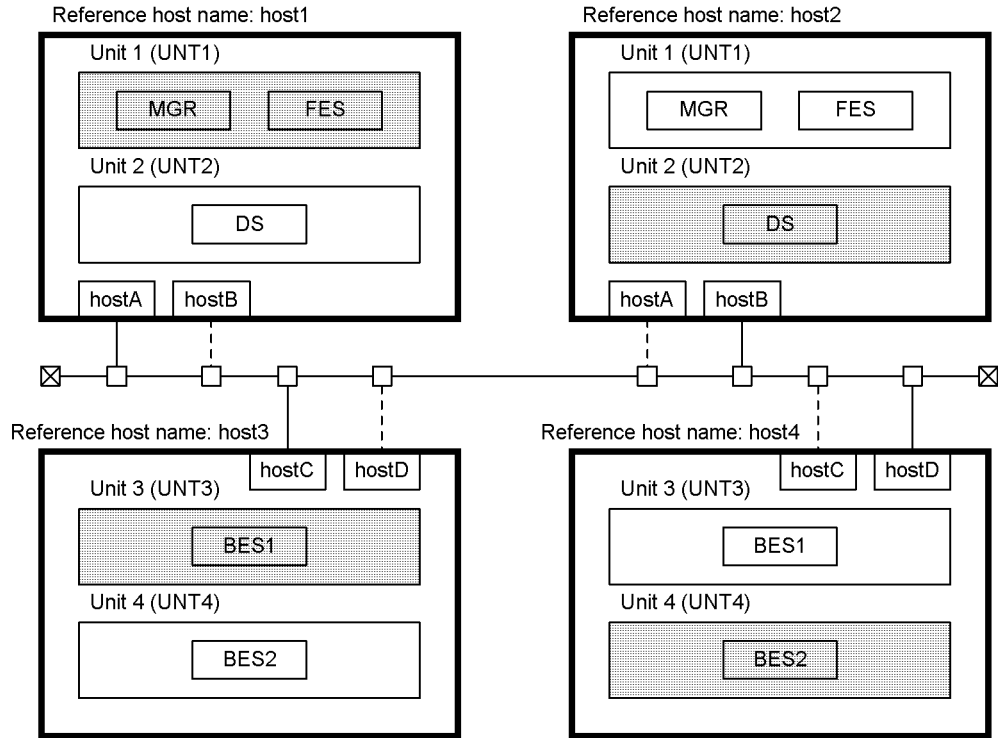 Reference host name: host1
Reference host name: host2
Unit 1 (UNT1)
MGR FES
Unit 2 (UNT2)
DS
hostA hostB
Unit 1 (UNT1)
MGR FES
Unit 2 (UNT2)
DS
hostA hostB
Reference host name: host3
Reference host name: host4
hostC hostD
Unit 3 (UNT3)
BES1
Unit 4 (UNT4)
BES2
hostC hostD
Unit 3 (UNT3)
BES1
Unit 4 (UNT4)
BES2